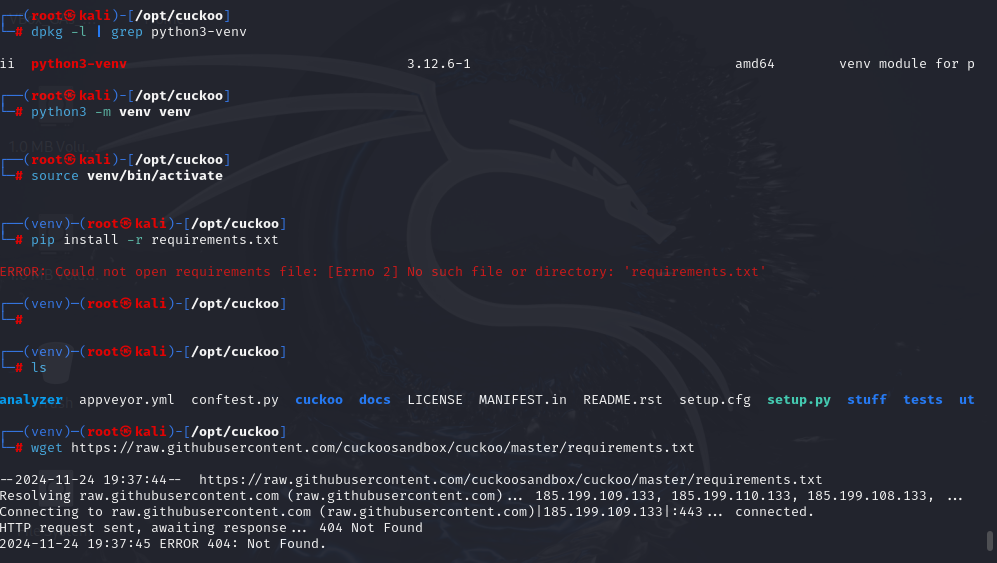 ┌──(root㉿kali)-[/opt/cuckoo]
└─# dpkg -l | grep python3-venv
ii  python3-venv                                   3.12.6-1                                 amd64        venv module for p
┌──(root㉿kali)-[/opt/cuckoo]
└─# python3 -m venv venv
┌──(root㉿kali)-[/opt/cuckoo]
└─# source venv/bin/activate
┌──(venv)─(root㉿kali)-[/opt/cuckoo]
└─# pip install -r requirements.txt
ERROR: Could not open requirements file: [Errno 2] No such file or directory: 'requirements.txt'
┌──(venv)─(root㉿kali)-[/opt/cuckoo]
└─#
┌──(venv)─(root㉿kali)-[/opt/cuckoo]
└─# ls
analyzer  appveyor.yml  conftest.py  cuckoo  docs  LICENSE  MANIFEST.in  README.rst  setup.cfg  setup.py  stuff  tests  ut
┌──(venv)─(root㉿kali)-[/opt/cuckoo]
└─# wget https://raw.githubusercontent.com/cuckoosandbox/cuckoo/master/requirements.txt
--2024-11-24 19:37:44--  https://raw.githubusercontent.com/cuckoosandbox/cuckoo/master/requirements.txt
Resolving raw.githubusercontent.com (raw.githubusercontent.com)... 185.199.109.133, 185.199.110.133, 185.199.108.133, ...
Connecting to raw.githubusercontent.com (raw.githubusercontent.com)|185.199.109.133|:443... connected.
HTTP request sent, awaiting response... 404 Not Found
2024-11-24 19:37:45 ERROR 404: Not Found.